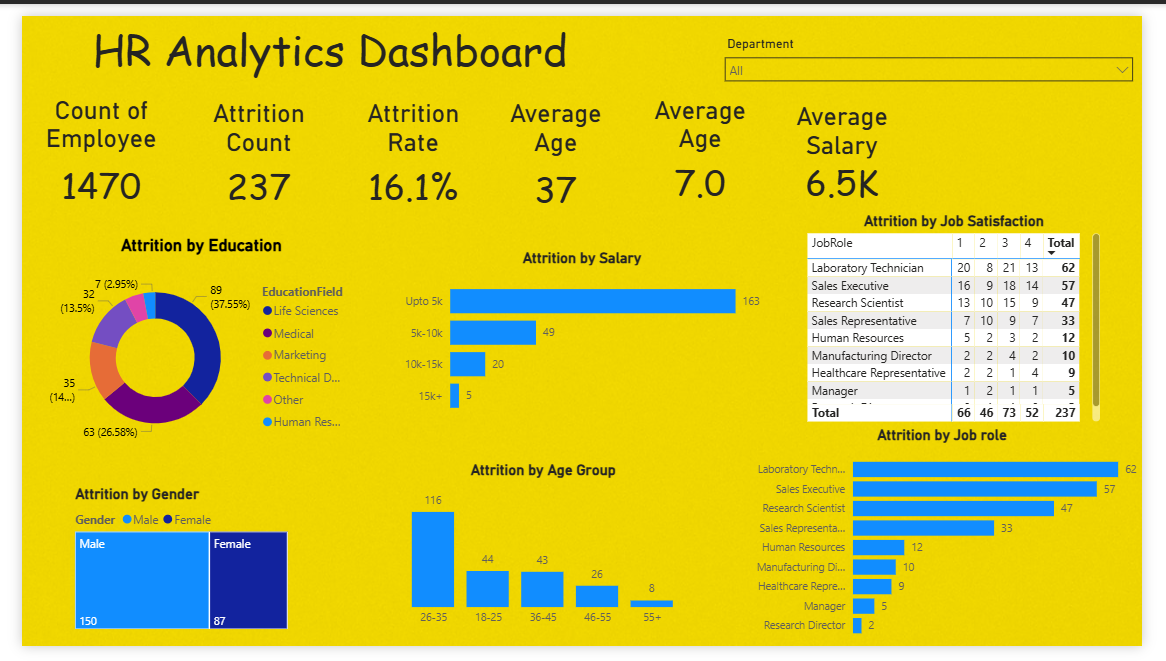 HR Analytics Dashboard
Department
All
Count of
Employee
1470
Attrition
Count
237
Attrition
Rate
16.1%
Average
Age
37
Average
Age
7.0
Average
Salary
6.5K
Attrition by Education
7 (2.95%)
32
(13.5%)
89
(37.55%)
35
(14...)
63 (26.58%)
EducationField
Life Sciences
Medical
Marketing
Technical D...
Other
Human Res...
Attrition by Salary
Upto 5k 163
5k-10k 49
10k-15k 20
15k+ 5
Attrition by Job Satisfaction
JobRole 1 2 3 4 Total
Laboratory Technician 20 8 21 13 62
Sales Executive 16 9 18 14 57
Research Scientist 13 10 15 9 47
Sales Representative 7 10 9 7 33
Human Resources 5 2 3 2 12
Manufacturing Director 2 2 4 2 10
Healthcare Representative 2 2 1 4 9
Manager 1 2 1 1 5
Total 66 46 73 52 237
Attrition by Gender
Gender Male Female
Male
150
Female
87
Attrition by Age Group
116
44
43
26
8
26-35 18-25 36-45 46-55 55+
Attrition by Job role
Laboratory Techn... 62
Sales Executive 57
Research Scientist 47
Sales Representa... 33
Human Resources 12
Manufacturing Di... 10
Healthcare Repre... 9
Manager 5
Research Director 2